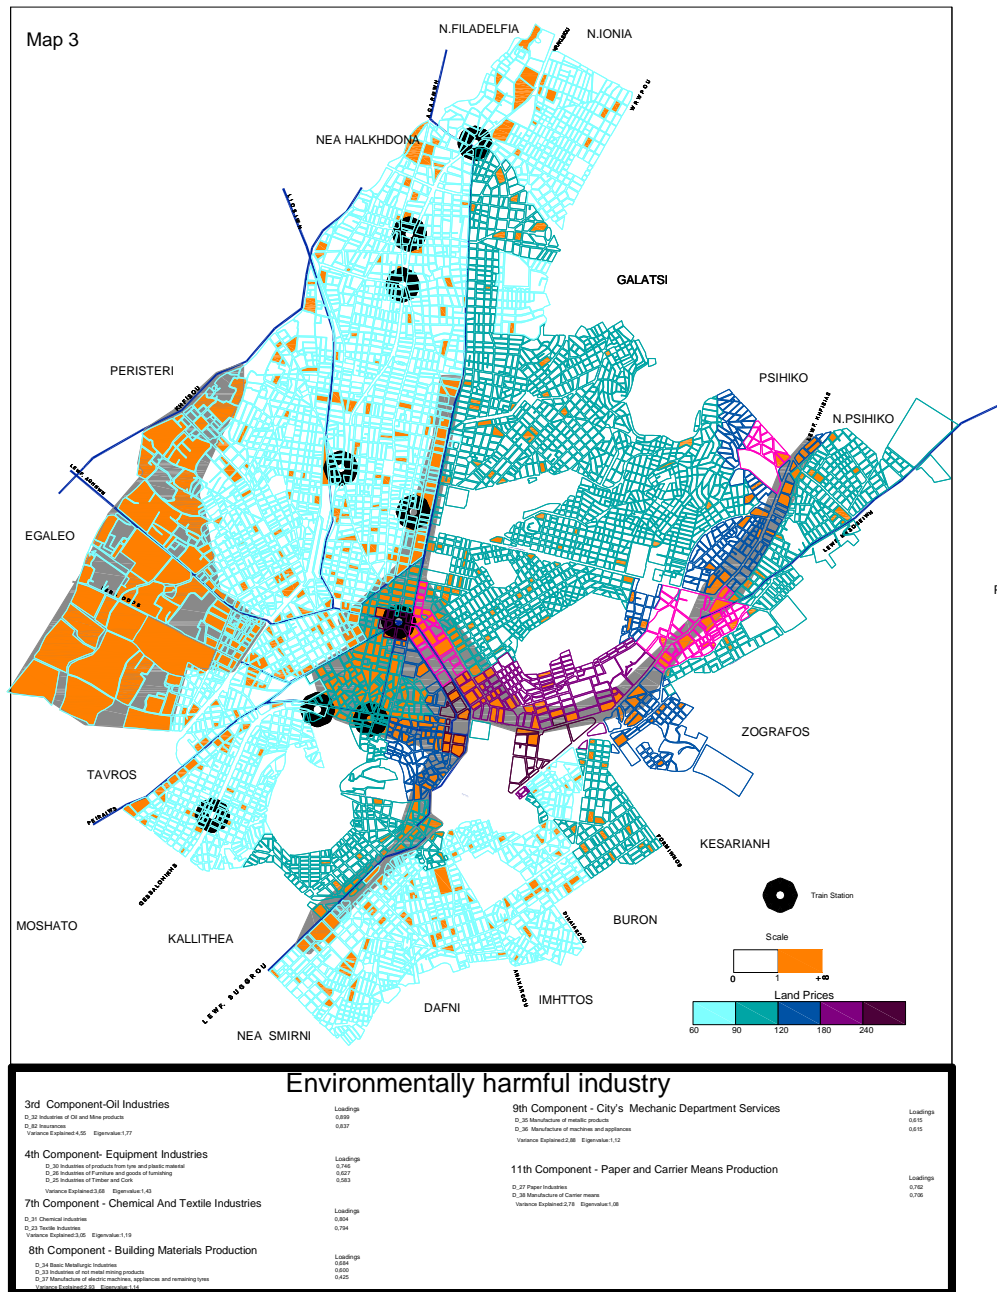 Map 3
N.FILADELFIA
N.IONIA
NEA HALKHDONA
GALATSI
PERISTERI
PSIHIKO
N.PSIHIKO
EGALEO
ZOGRAFOS
TAVROS
KESARIANH
Train Station
MOSHATO
BURON
KALLITHEA
Scale
0 1 +8
LEWF. SUGGROU
IMHTTOS
DAFNI
Land Prices
NEA SMIRNI
60 90 120 180 240
Environmentally harmful industry
3rd Component-Oil Industries
Loadings
D_32 Industries of Oil and Mine products 0,899
D_82 Insurances 0,837
Variance Explained:4,55 Eigenvalue:1,77
4th Component- Equipment Industries
Loadings
D_30 Industries of products from tyre and plastic material 0,746
D_26 Industries of Furniture and goods of furnishing 0,627
D_25 Industries of Timber and Cork 0,583
Variance Explained:3,68 Eigenvalue:1,43
7th Component - Chemical And Textile Industries
Loadings
D_31 Chemical industries 0,804
D_23 Textile Industries 0,794
Variance Explained:3,05 Eigenvalue:1,19
8th Component - Building Materials Production
Loadings
D_34 Basic Metallurgic Industries 0,684
D_33 Industries of not metal mining products 0,600
D_37 Manufacture of electric machines, appliances and remaining tyres 0,425
Variance Explained:2,93 Eigenvalue:1,14
9th Component - City's Mechanic Department Services
Loadings
D_35 Manufacture of metallic products 0,615
D_36 Manufacture of machines and appliances 0,615
Variance Explained:2,88 Eigenvalue:1,12
11th Component - Paper and Carrier Means Production
Loadings
D_27 Paper Industries 0,762
D_38 Manufacture of Carrier means 0,706
Variance Explained:2,78 Eigenvalue:1,08